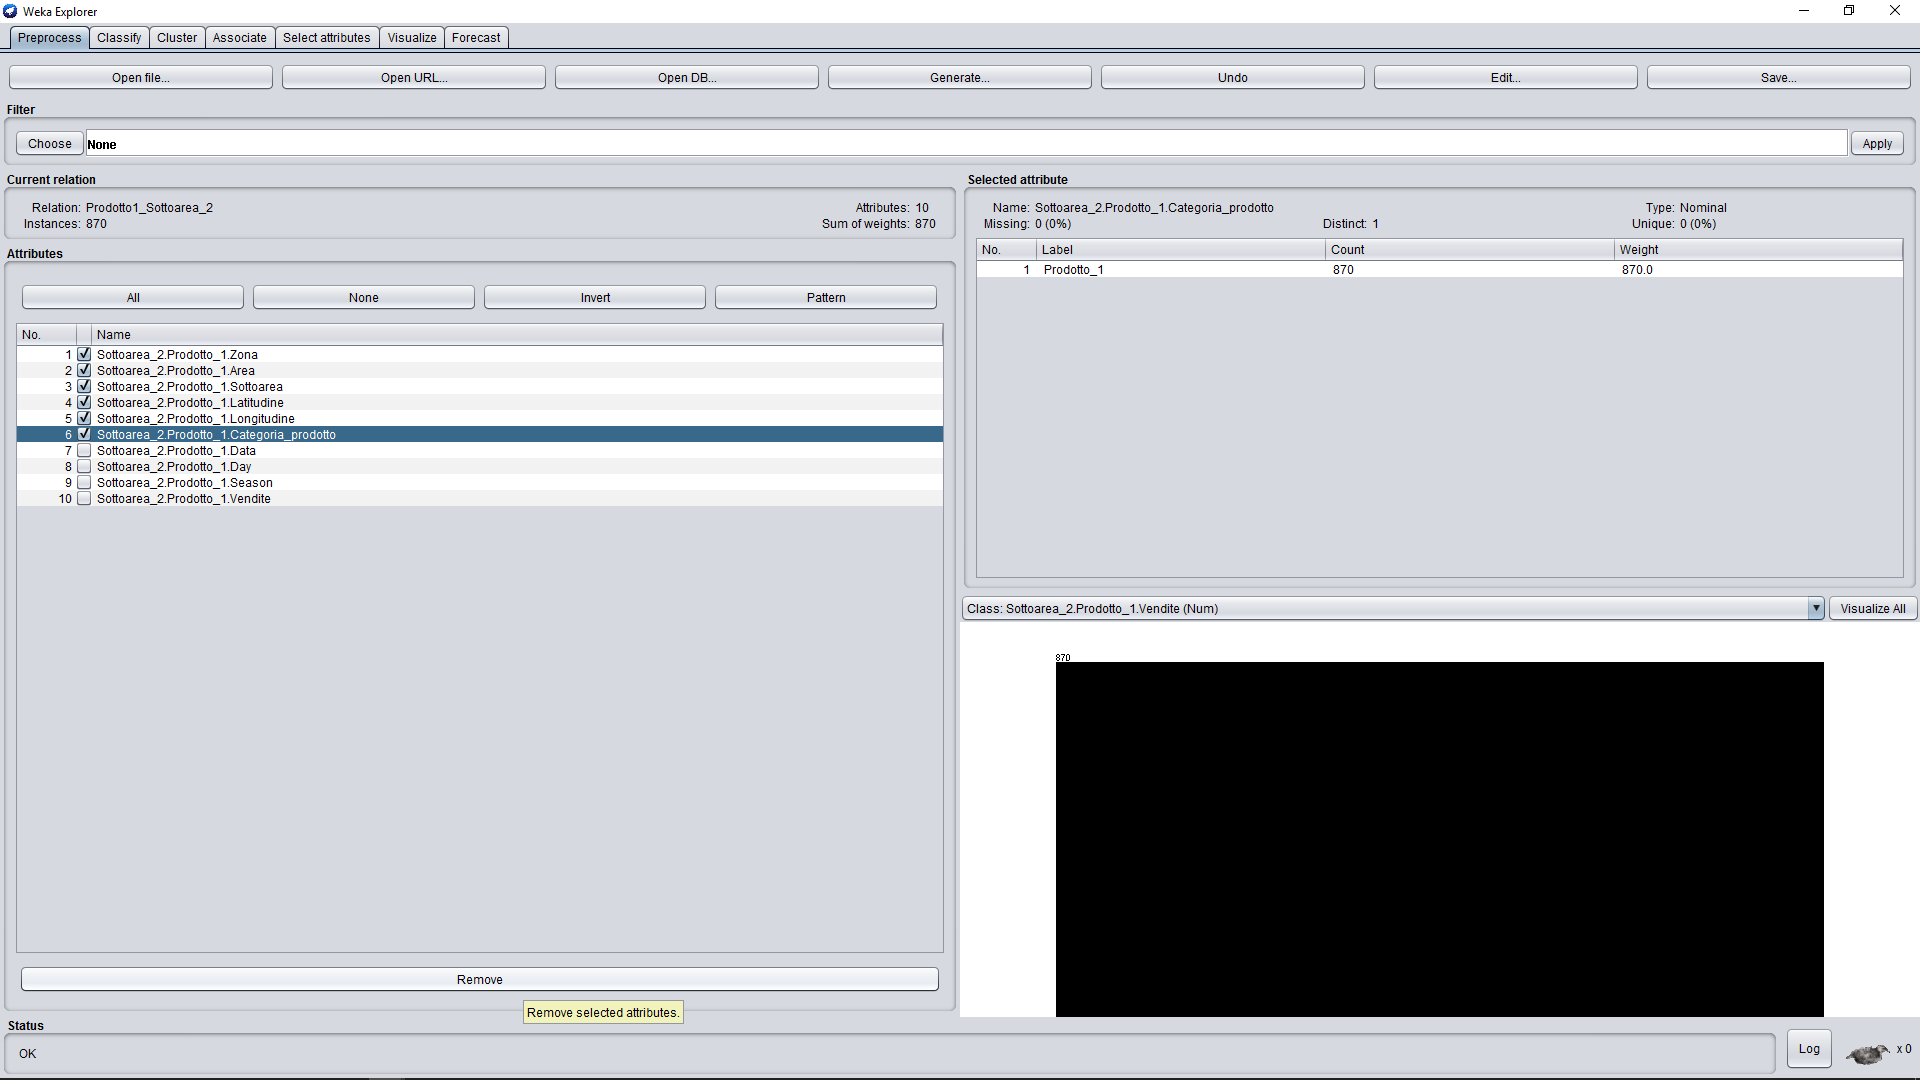 Weka Explorer
Preprocess Classify Cluster Associate Select attributes Visualize Forecast
Open file... Open URL... Open DB... Generate... Undo Edit... Save...
Filter
Choose None Apply
Current relation
Relation: Prodotto1_Sottoarea_2 Attributes: 10
Instances: 870 Sum of weights: 870
Attributes
All None Invert Pattern
No. Name
1 Sottoarea_2.Prodotto_1.Zona
2 Sottoarea_2.Prodotto_1.Area
3 Sottoarea_2.Prodotto_1.Sottoarea
4 Sottoarea_2.Prodotto_1.Latitudine
5 Sottoarea_2.Prodotto_1.Longitudine
6 Sottoarea_2.Prodotto_1.Categoria_prodotto
7 Sottoarea_2.Prodotto_1.Data
8 Sottoarea_2.Prodotto_1.Day
9 Sottoarea_2.Prodotto_1.Season
10 Sottoarea_2.Prodotto_1.Vendite
Remove
Remove selected attributes.
Selected attribute
Name: Sottoarea_2.Prodotto_1.Categoria_prodotto Type: Nominal
Missing: 0 (0%) Distinct: 1 Unique: 0 (0%)
No. Label Count Weight
1 Prodotto_1 870 870.0
Class: Sottoarea_2.Prodotto_1.Vendite (Num) Visualize All
870
Status
OK
Log x 0